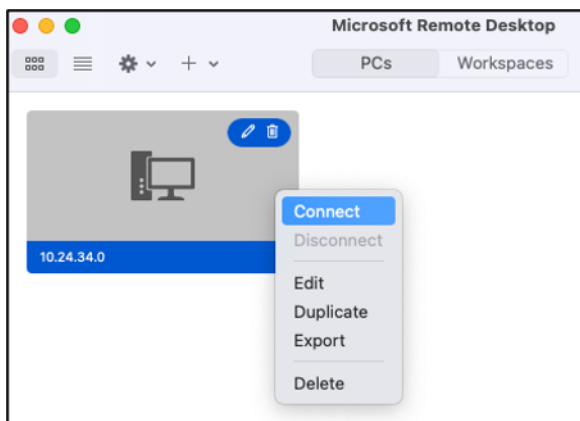 Microsoft Remote Desktop
PCs Workspaces
10.24.34.0
Connect
Disconnect
Edit
Duplicate
Export
Delete